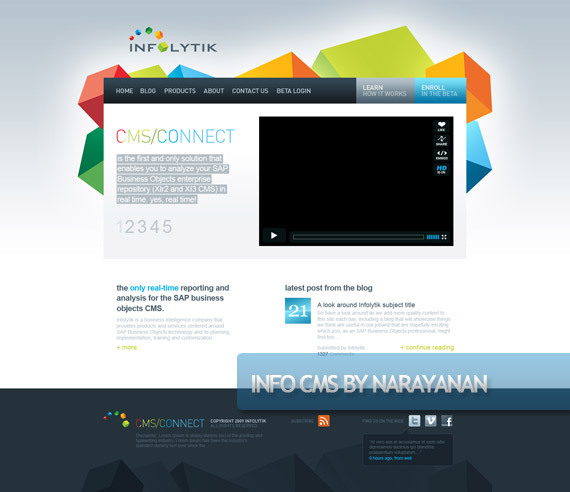 INFOLYTIK
HOME BLOG PRODUCTS ABOUT CONTACT US BETA LOGIN
LEARN
HOW IT WORKS
ENROLL
IN THE BETA
CMS/CONNECT
is the first and only solution that
enables you to analyze your SAP
Business Objects enterprise
repository (XIr2 and XI3 CMS) in
real time. yes, real time!
12345
LIKE
SHARE
EMBED
HD
IS ON
the only real-time reporting and
analysis for the SAP business
objects CMS.
Infolytik is a business intelligence company that
provides products and services centered around
SAP Business Objects technology and its planning,
implementation, training and customization.
+ more
latest post from the blog
21
A look around Infolytik subject title
So take a look around as we add more quality content to
this site each day, including a blog that will showcase things
we think are useful to our years and are hopefully exciting
which you, as an SAP Business Objects professional, might
find too.
Submitted by Infolytik
1327 Comments
+ continue reading
INFO CMS BY NARAYANAN
CMS/CONNECT
COPYRIGHT 2009 INFOLYTIK
ALL RIGHTS RESERVED
SUBSCRIBE
FIND US ON THE WEB
6 hours ago, from web